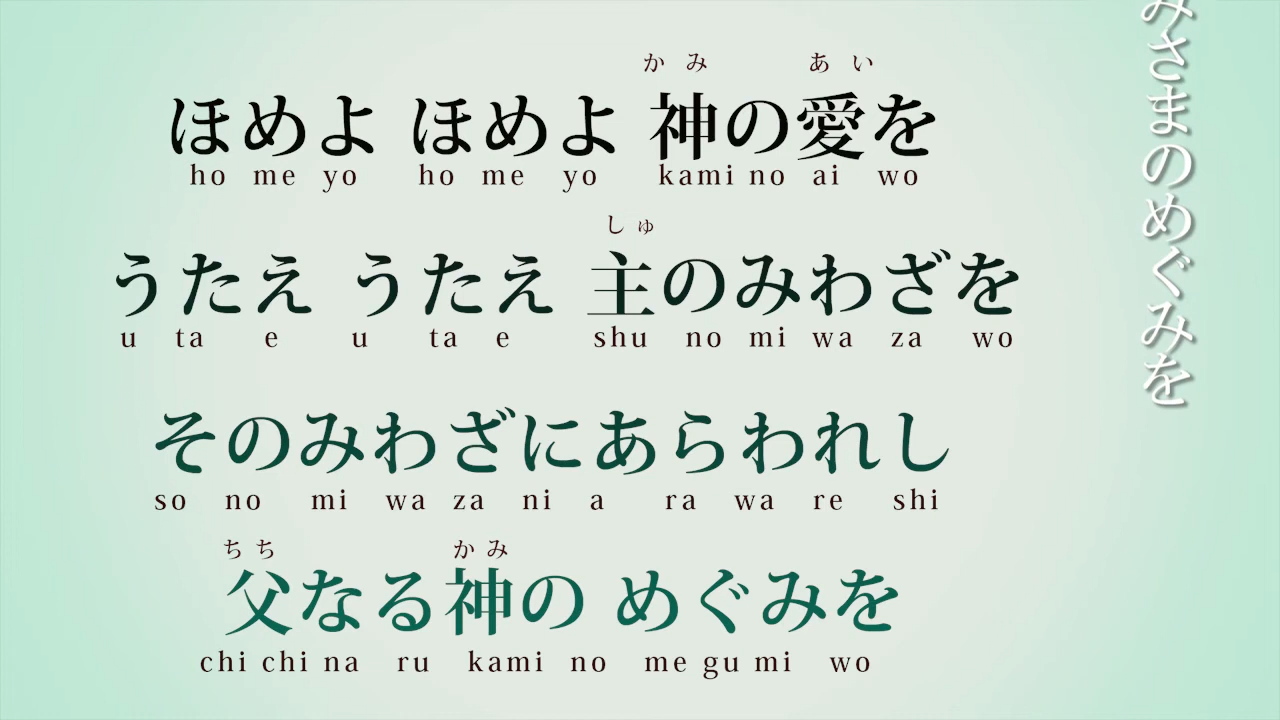 かみ あい
ほめよ ほめよ 神の愛を
ho me yo ho me yo kami no ai wo
しゅ
うたえ うたえ 主のみわざを
u ta e u ta e shu no mi wa za wo
そのみわざにあらわれし
so no mi wa za ni a ra wa re shi
ちち かみ
父なる神の めぐみを
chi chi na ru kami no me gu mi wo
みさまのめぐみを